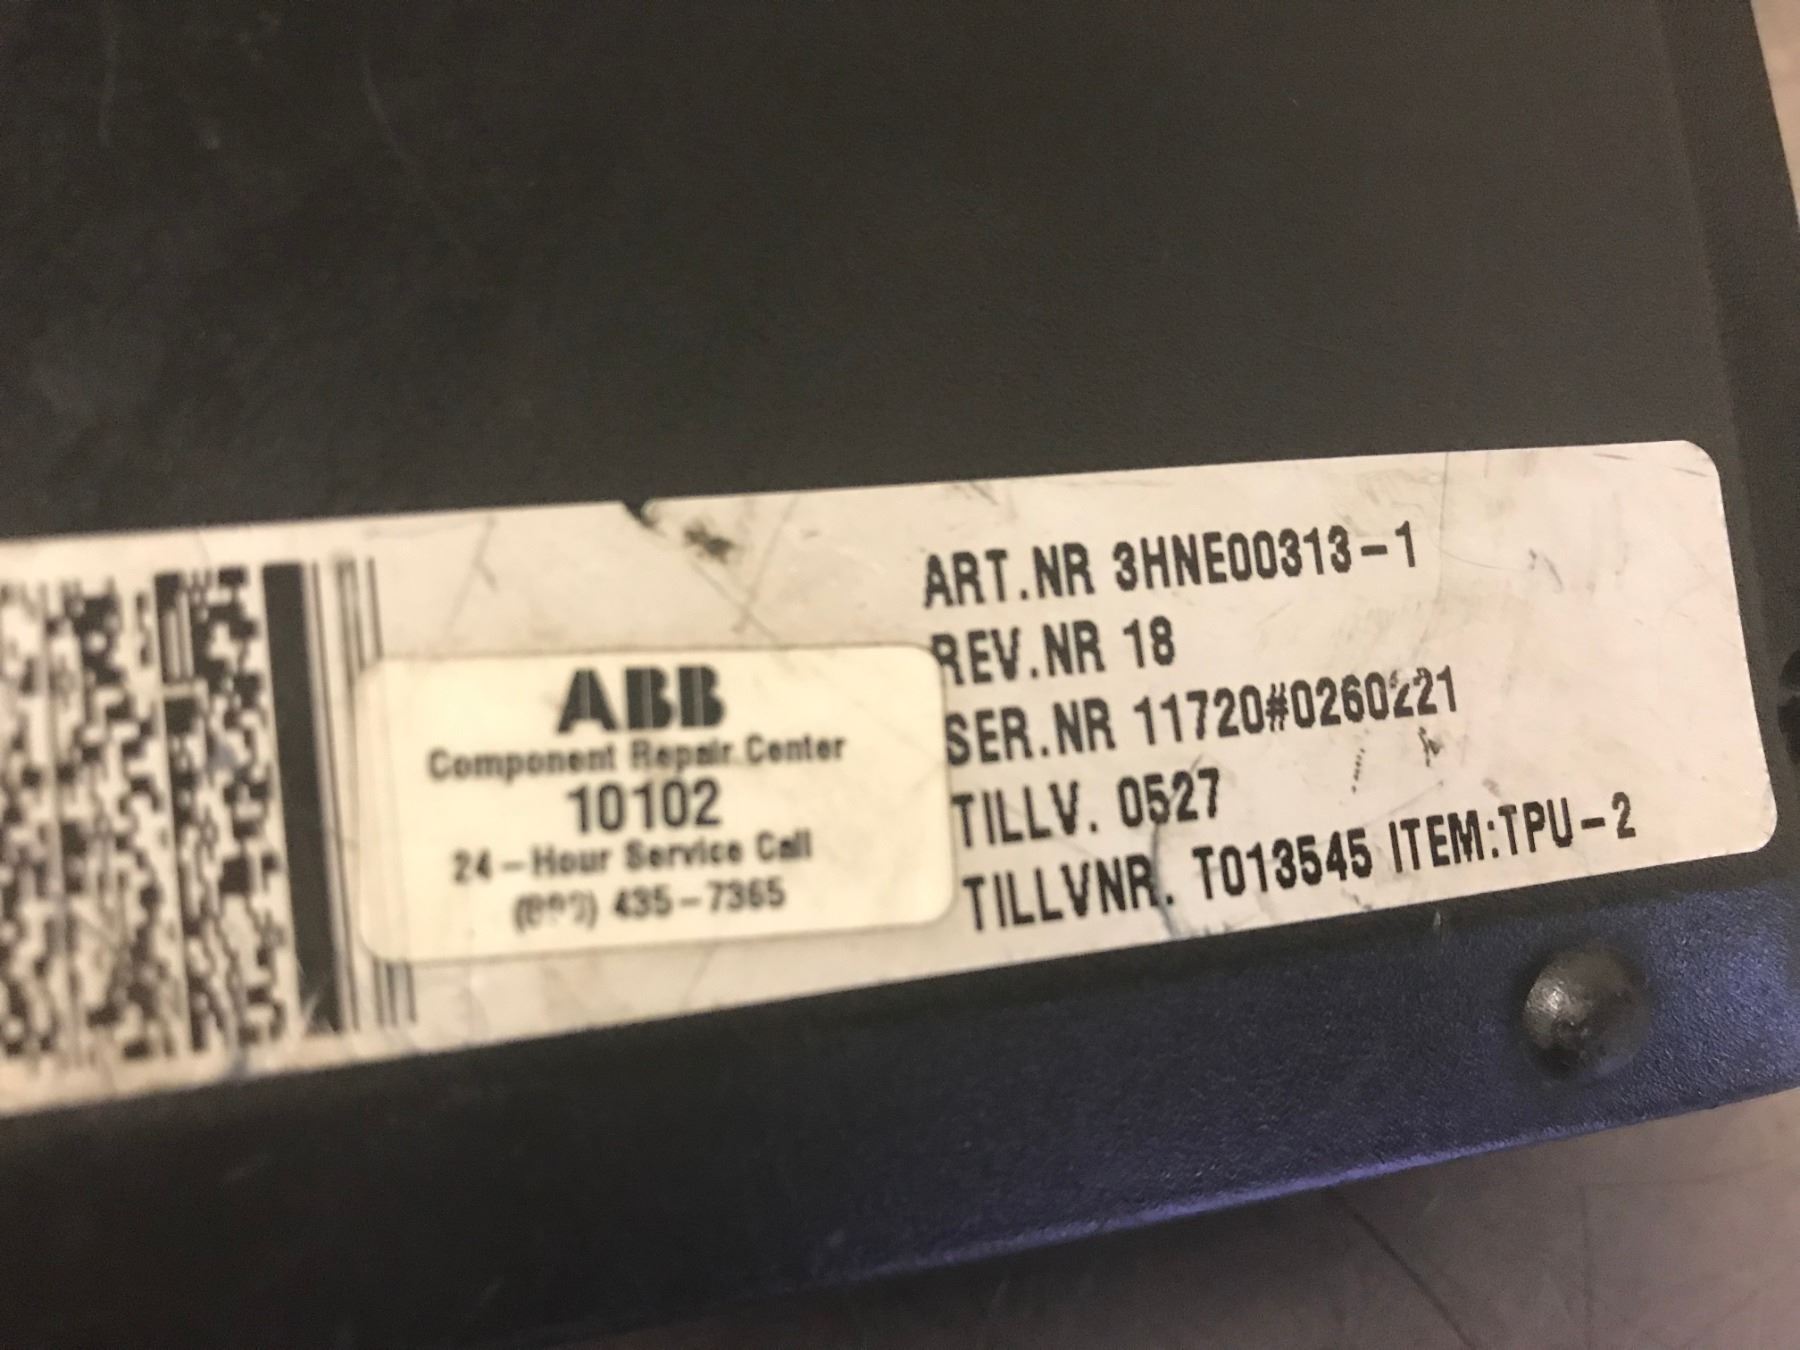 ABB
Component Repair Center
10102
24-Hour Service Call
435-7365
ART.NR 3HNE00313-1
REV.NR 18
SER.NR 11720#0260221
TILLV. 0527
TILLVNR. T013545 ITEM:TPU-2